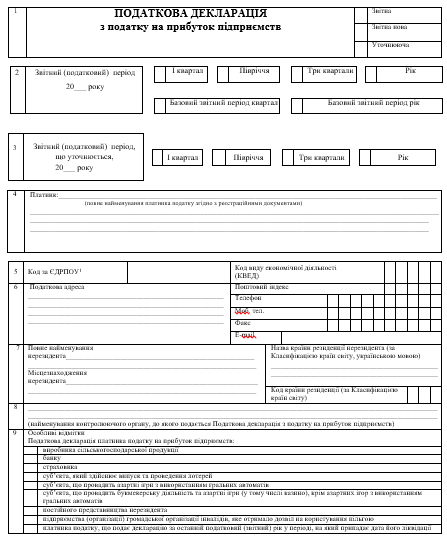 1
ПОДАТКОВА ДЕКЛАРАЦІЯ
з податку на прибуток підприємств
Звітна
Звітна нова
Уточнююча
2
Звітний (податковий) період
20___ року
І квартал
Півріччя
Три квартали
Рік
Базовий звітний період квартал
Базовий звітний період рік
3
Звітний (податковий) період,
що уточнюється,
20___ року
І квартал
Півріччя
Три квартали
Рік
4
Платник:
(повне найменування платника податку згідно з реєстраційними документами)
5
Код за ЄДРПОУ¹
Код виду економічної діяльності
(КВЕД)
6
Податкова адреса
Поштовий індекс
Телефон
Моб. тел.
Факс
E-mail
7
Повне найменування
нерезидента
Місцезнаходження
нерезидента
Назва країни резиденції нерезидента (за
Класифікацією країн світу, українською мовою)
Код країни резиденції (за Класифікацією
країн світу)
8
(найменування контролюючого органу, до якого подається Податкова декларація з податку на прибуток підприємств)
9
Особливі відмітки
Податкова декларація платника податку на прибуток підприємств:
виробника сільськогосподарської продукції
банку
страховика
суб’єкта, який здійснює випуск та проведення лотерей
суб’єкта, що проводить азартні ігри з використанням гральних автоматів
суб’єкта, що проводить букмекерську діяльність та азартні ігри (у тому числі казино), крім азартних ігор з використанням
гральних автоматів
постійного представництва нерезидента
підприємства (організації) громадської організації інвалідів, яке отримало дозвіл на користування пільгою
платника податку, що подає декларацію за останній податковий (звітний) рік у періоді, на який припадає дата його ліквідації